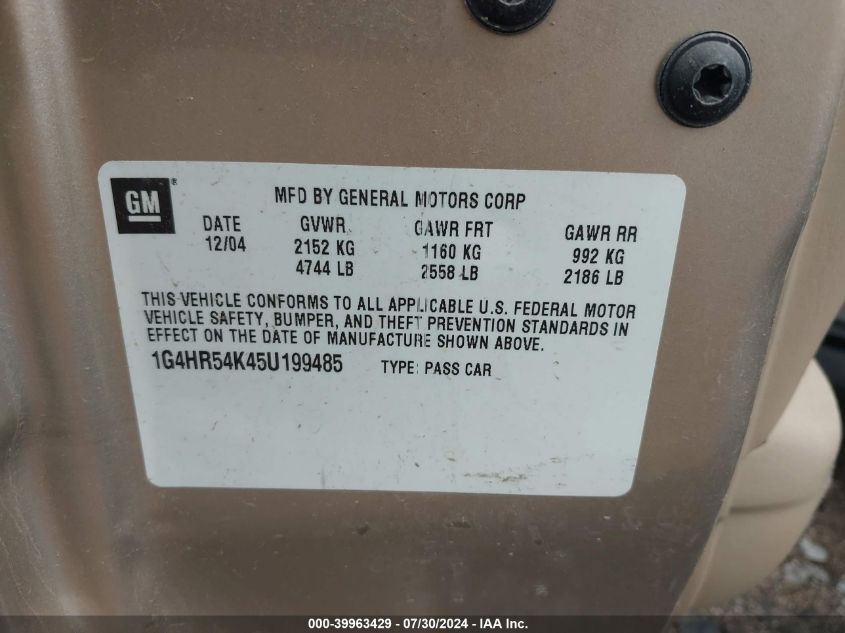 GM®
MFD BY GENERAL MOTORS CORP
DATE GVWR GAWR FRT GAWR RR
12/04 2152 KG 1160 KG 992 KG
4744 LB 2558 LB 2186 LB
THIS VEHICLE CONFORMS TO ALL APPLICABLE U.S. FEDERAL MOTOR
VEHICLE SAFETY, BUMPER, AND THEFT PREVENTION STANDARDS IN
EFFECT ON THE DATE OF MANUFACTURE SHOWN ABOVE.
1G4HR54K45U199485 TYPE: PASS CAR
000-39963429 - 07/30/2024 - IAA Inc.